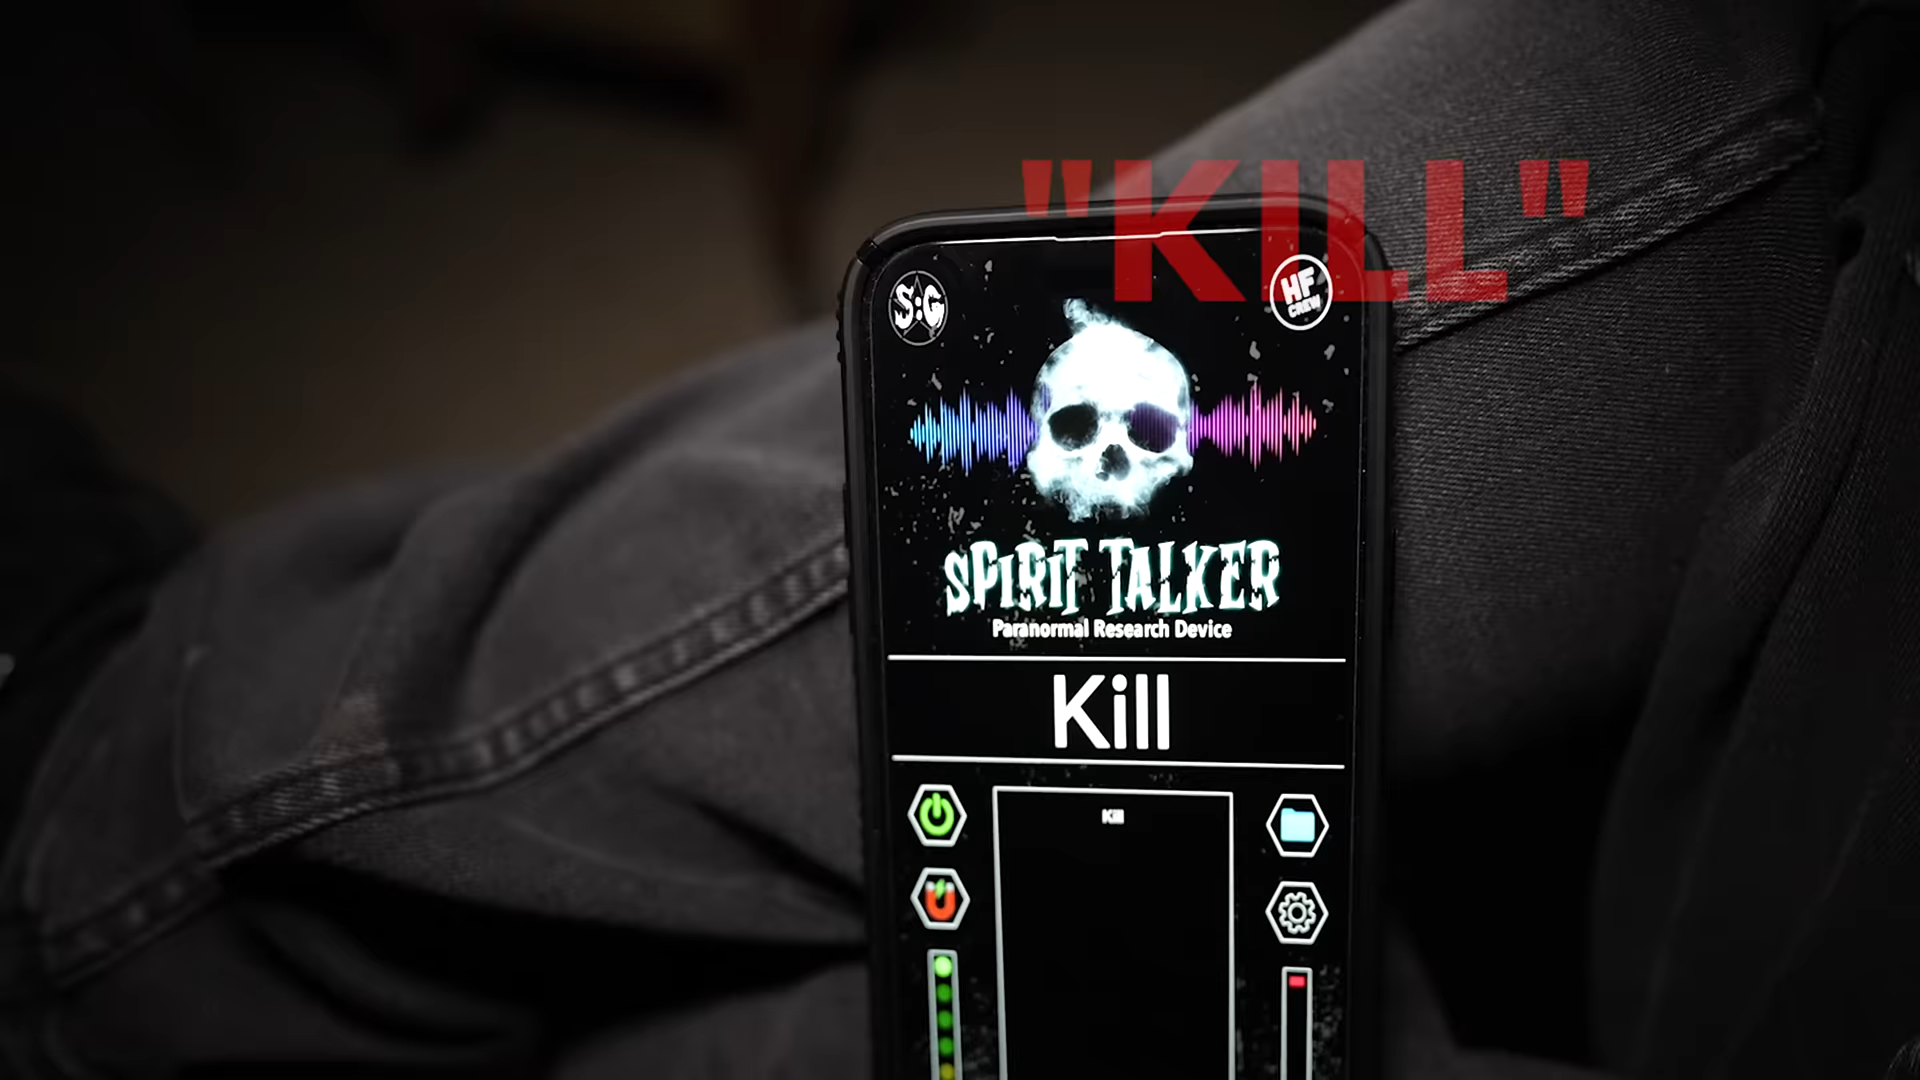 "KILL"
S:G
HF
CREW
SPIRIT TALKER
Paranormal Research Device
Kill
Kill